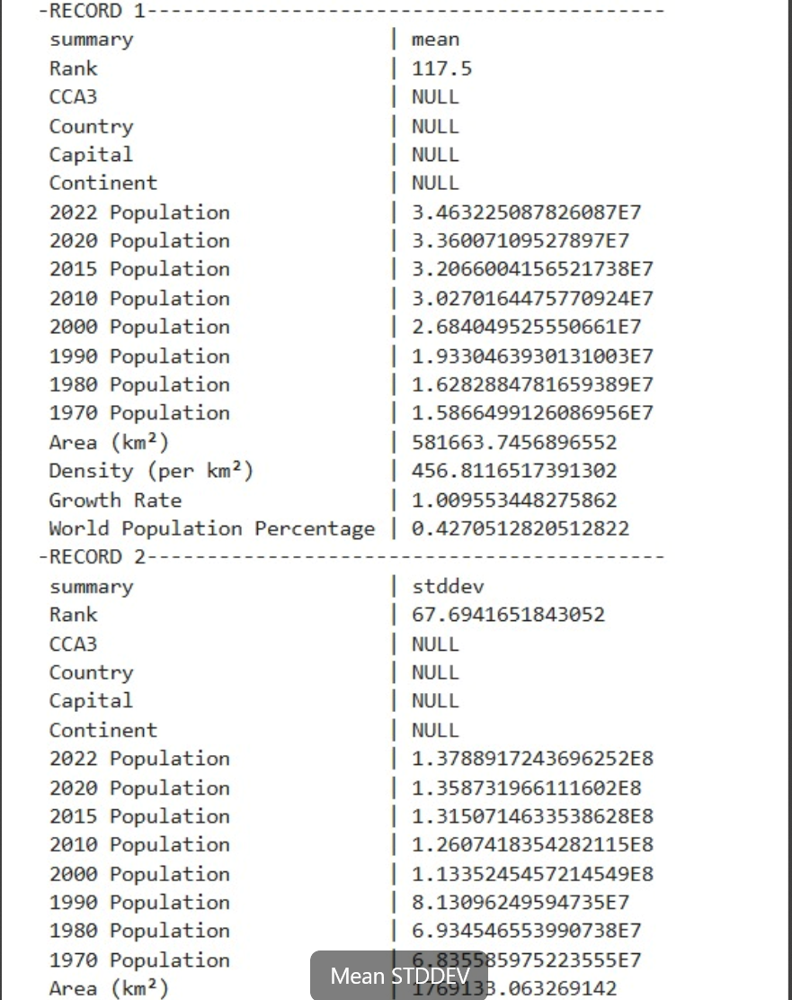 -RECORD 1-------------------------------------------
summary | mean
Rank | 117.5
CCA3 | NULL
Country | NULL
Capital | NULL
Continent | NULL
2022 Population | 3.463225087826087E7
2020 Population | 3.36007109527897E7
2015 Population | 3.2066004156521738E7
2010 Population | 3.0270164475770924E7
2000 Population | 2.684049525550661E7
1990 Population | 1.9330463930131003E7
1980 Population | 1.6282884781659389E7
1970 Population | 1.5866499126086956E7
Area (km²) | 581663.7456896552
Density (per km²) | 456.8116517391302
Growth Rate | 1.009553448275862
World Population Percentage | 0.4270512820512822
-RECORD 2-------------------------------------------
summary | stddev
Rank | 67.6941651843052
CCA3 | NULL
Country | NULL
Capital | NULL
Continent | NULL
2022 Population | 1.3788917243696252E8
2020 Population | 1.358731966111602E8
2015 Population | 1.3150714633538628E8
2010 Population | 1.2607418354282115E8
2000 Population | 1.1335245457214549E8
1990 Population | 8.13096249594735E7
1980 Population | 6.934546553990738E7
1970 Population | 6.835585975223555E7
Mean STDDEV
Area (km²) | 1769133.063269142